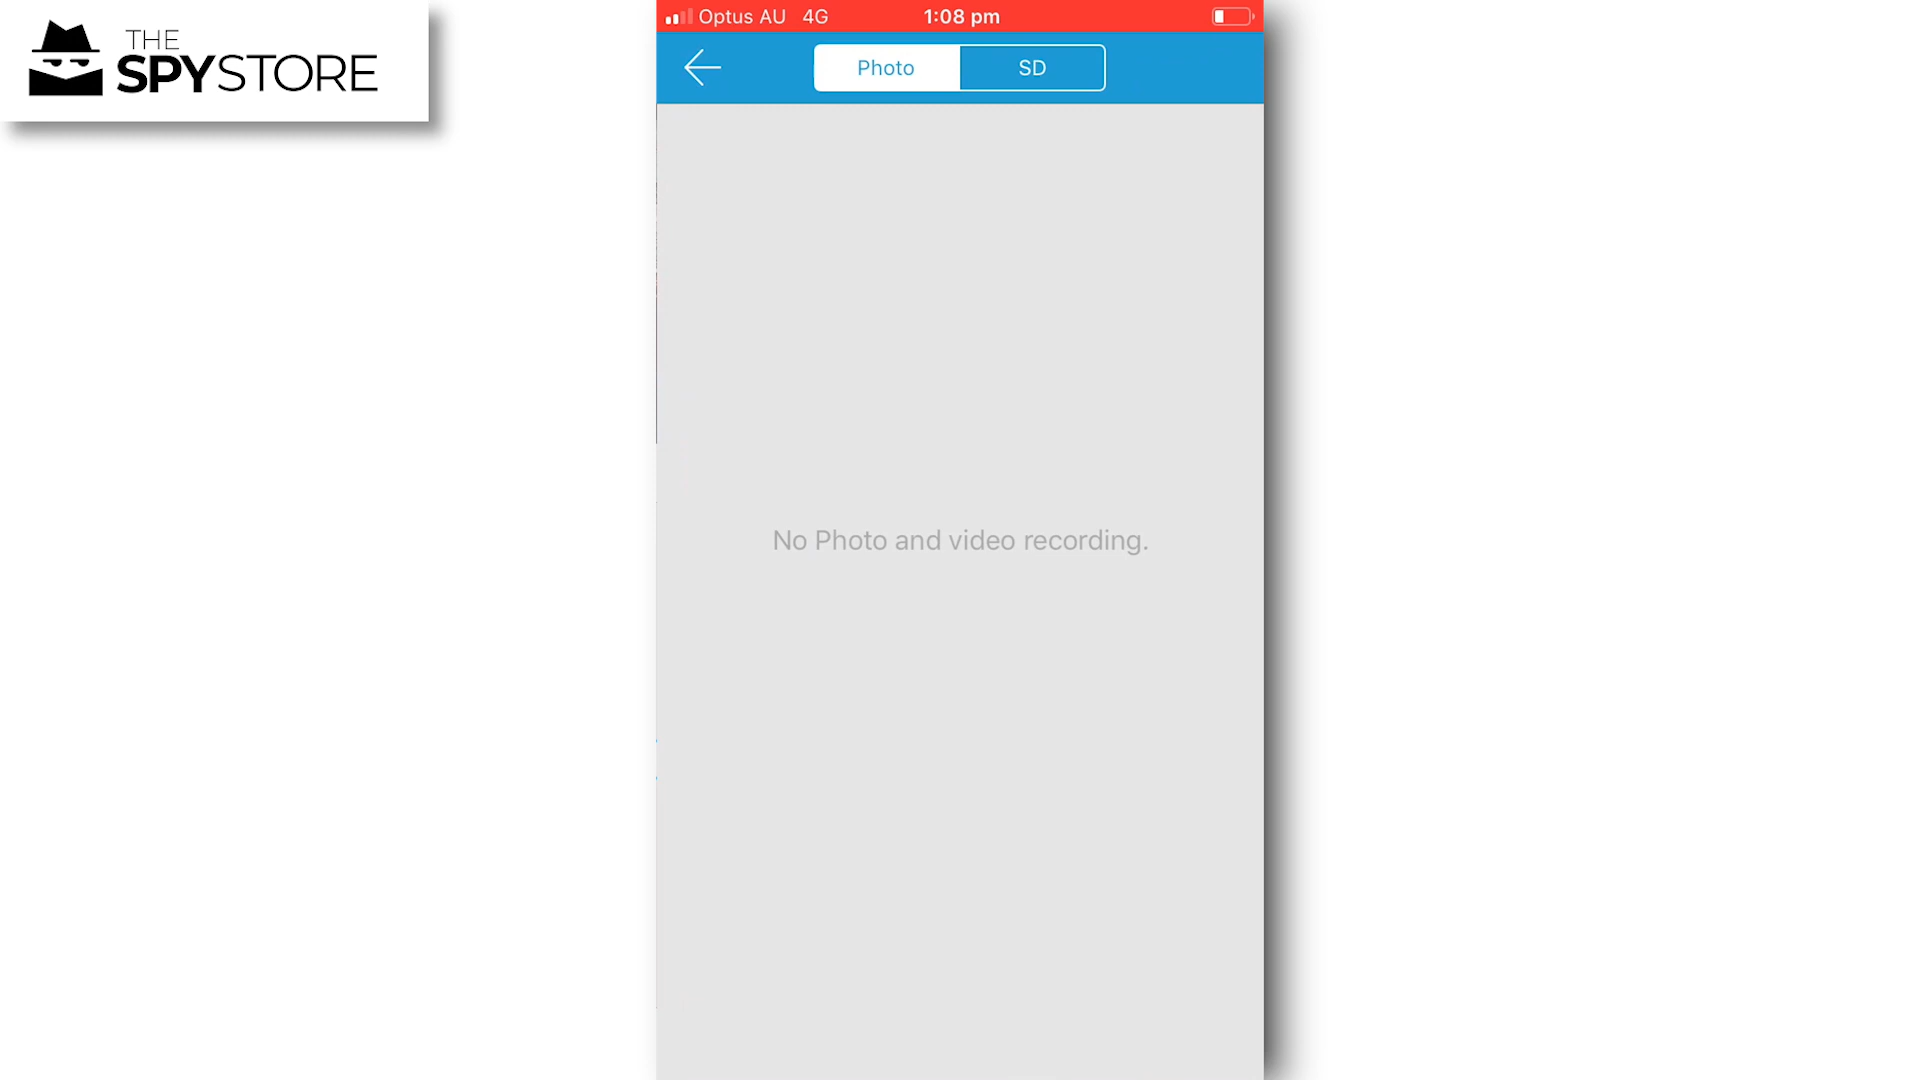 THE
SPYSTORE
Optus AU 4G 1:08 pm
Photo SD
No Photo and video recording.